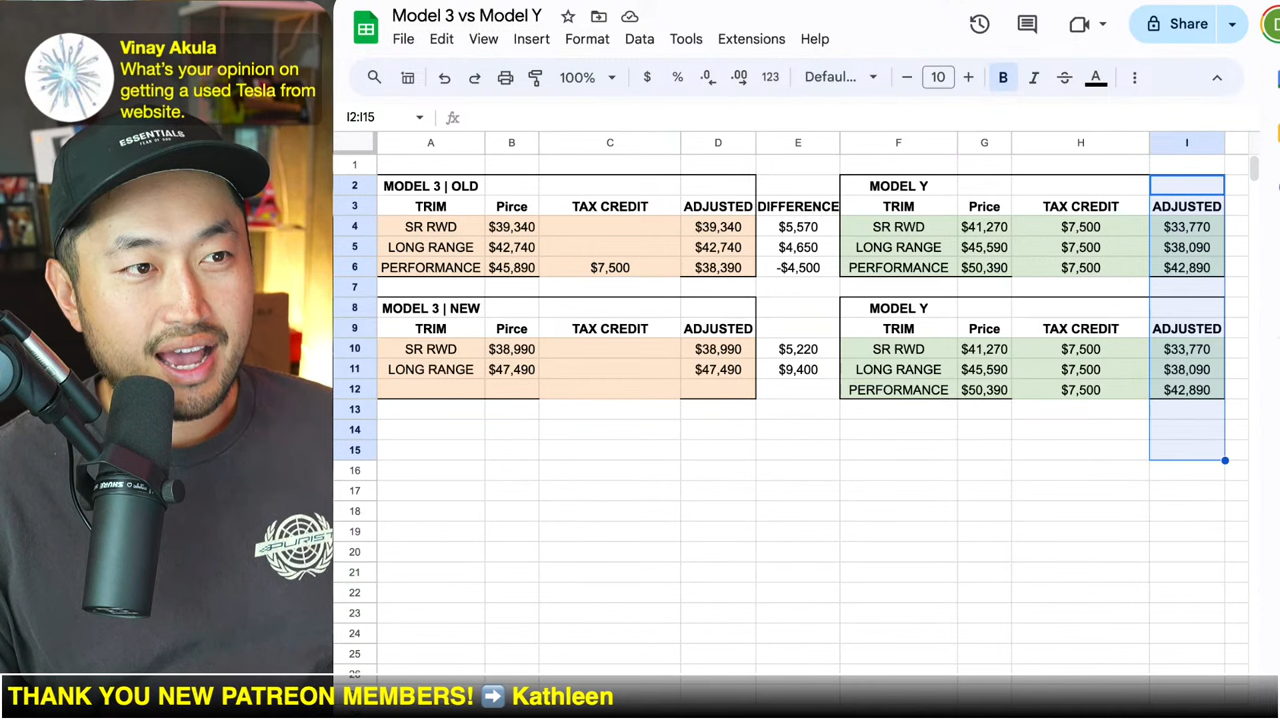 Vinay Akula
What's your opinion on
getting a used Tesla from
website.
ESSENTIALS
FEAR OF GOD
SHURE
PURIST
THANK YOU NEW PATREON MEMBERS! ➡️ Kathleen
Model 3 vs Model Y
File Edit View Insert Format Data Tools Extensions Help
Share
100% $ % .0 .00 123 Defaul... − 10 + B I S A
I2:I15 fx
A B C D E F G H I
1
2 MODEL 3 | OLD MODEL Y
3 TRIM Pirce TAX CREDIT ADJUSTED DIFFERENCE TRIM Price TAX CREDIT ADJUSTED
4 SR RWD $39,340 $39,340 $5,570 SR RWD $41,270 $7,500 $33,770
5 LONG RANGE $42,740 $42,740 $4,650 LONG RANGE $45,590 $7,500 $38,090
6 PERFORMANCE $45,890 $7,500 $38,390 -$4,500 PERFORMANCE $50,390 $7,500 $42,890
7
8 MODEL 3 | NEW MODEL Y
9 TRIM Pirce TAX CREDIT ADJUSTED TRIM Price TAX CREDIT ADJUSTED
10 SR RWD $38,990 $38,990 $5,220 SR RWD $41,270 $7,500 $33,770
11 LONG RANGE $47,490 $47,490 $9,400 LONG RANGE $45,590 $7,500 $38,090
12 PERFORMANCE $50,390 $7,500 $42,890
13
14
15
16
17
18
19
20
21
22
23
24
25